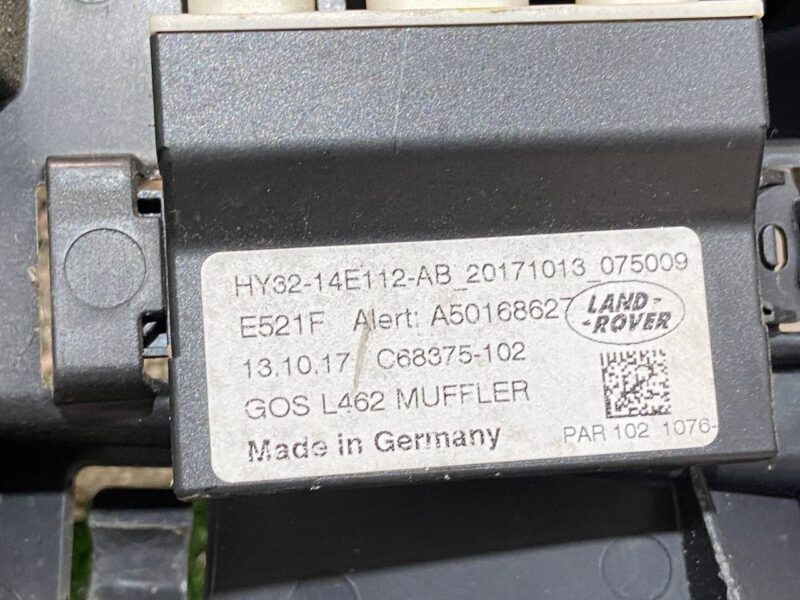 HY32-14E112-AB_20171013_075009
E521F Alert: A50168627
LAND-
-ROVER
13.10.17 C68375-102
GOS L462 MUFFLER
Made in Germany
PAR 102 1076-